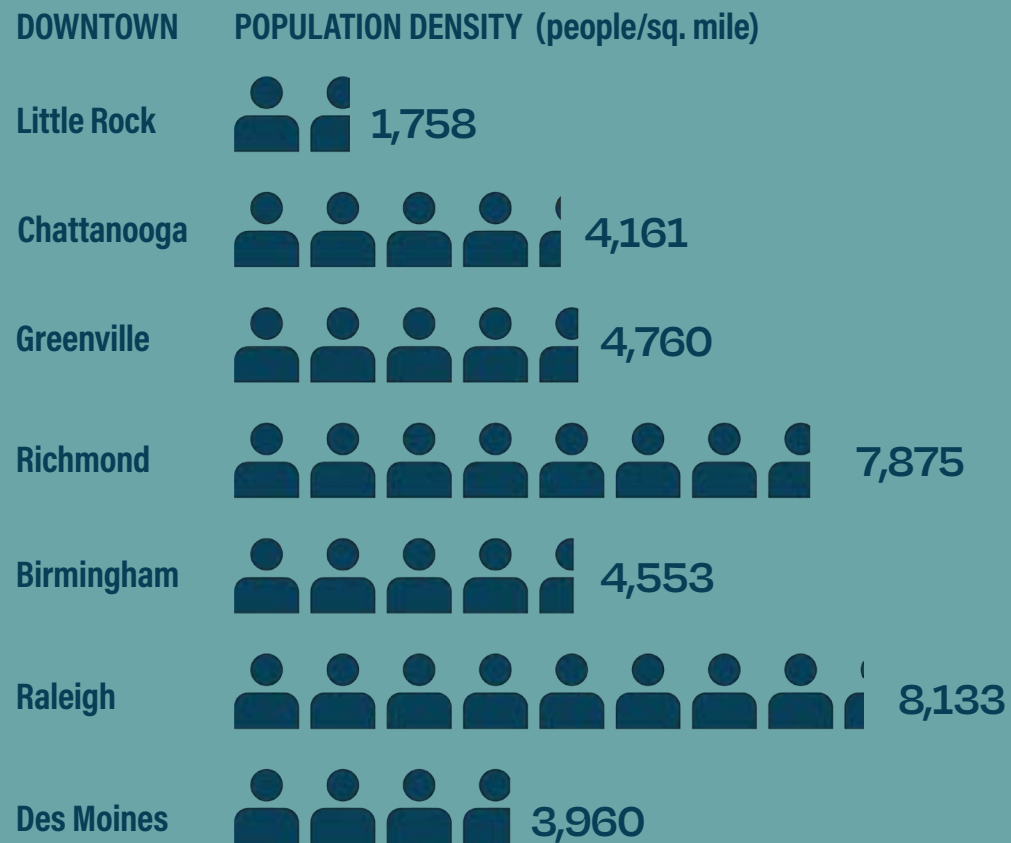 DOWNTOWN POPULATION DENSITY (people/sq. mile)
Little Rock 1,758
Chattanooga 4,161
Greenville 4,760
Richmond 7,875
Birmingham 4,553
Raleigh 8,133
Des Moines 3,960